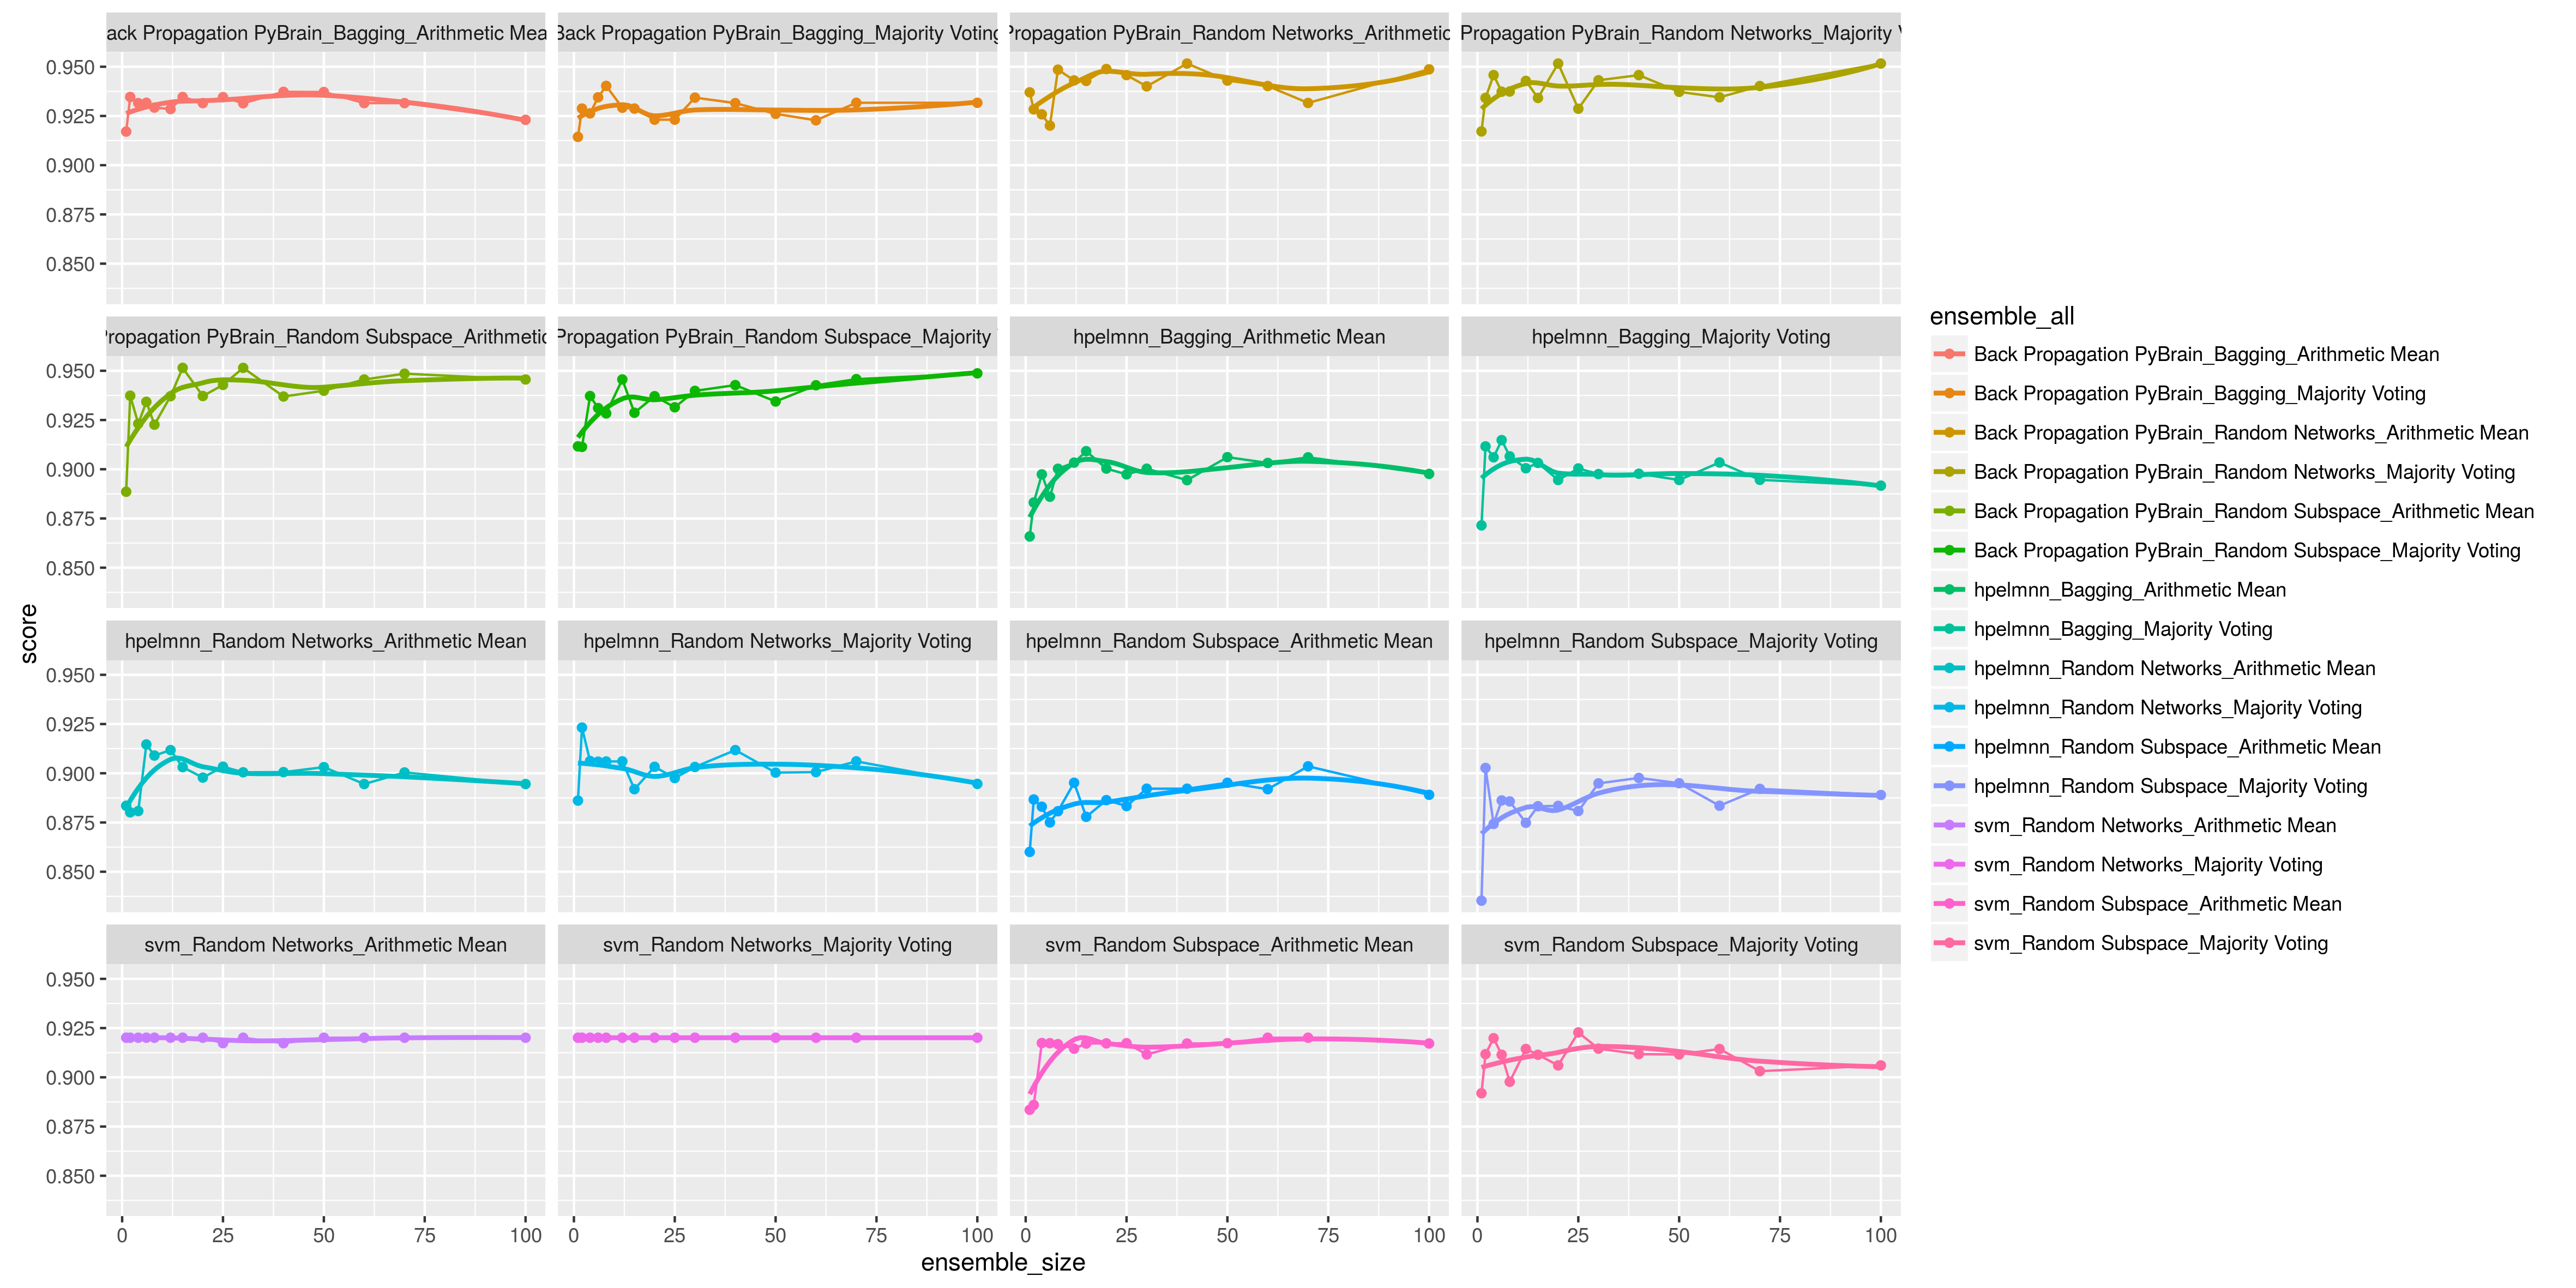 ack Propagation PyBrain_Bagging_Arithmetic Mea
Back Propagation PyBrain_Bagging_Majority Voting
Propagation PyBrain_Random Networks_Arithmetic
Propagation PyBrain_Random Networks_Majority V
0.950
0.925
0.900
0.875
0.850
Propagation PyBrain_Random Subspace_Arithmetic
Propagation PyBrain_Random Subspace_Majority
hpelmnn_Bagging_Arithmetic Mean
hpelmnn_Bagging_Majority Voting
0.950
0.925
0.900
0.875
0.850
score
hpelmnn_Random Networks_Arithmetic Mean
hpelmnn_Random Networks_Majority Voting
hpelmnn_Random Subspace_Arithmetic Mean
hpelmnn_Random Subspace_Majority Voting
0.950
0.925
0.900
0.875
0.850
svm_Random Networks_Arithmetic Mean
svm_Random Networks_Majority Voting
svm_Random Subspace_Arithmetic Mean
svm_Random Subspace_Majority Voting
0.950
0.925
0.900
0.875
0.850
0 25 50 75 100
0 25 50 75 100
0 25 50 75 100
0 25 50 75 100
ensemble_size
ensemble_all
Back Propagation PyBrain_Bagging_Arithmetic Mean
Back Propagation PyBrain_Bagging_Majority Voting
Back Propagation PyBrain_Random Networks_Arithmetic Mean
Back Propagation PyBrain_Random Networks_Majority Voting
Back Propagation PyBrain_Random Subspace_Arithmetic Mean
Back Propagation PyBrain_Random Subspace_Majority Voting
hpelmnn_Bagging_Arithmetic Mean
hpelmnn_Bagging_Majority Voting
hpelmnn_Random Networks_Arithmetic Mean
hpelmnn_Random Networks_Majority Voting
hpelmnn_Random Subspace_Arithmetic Mean
hpelmnn_Random Subspace_Majority Voting
svm_Random Networks_Arithmetic Mean
svm_Random Networks_Majority Voting
svm_Random Subspace_Arithmetic Mean
svm_Random Subspace_Majority Voting